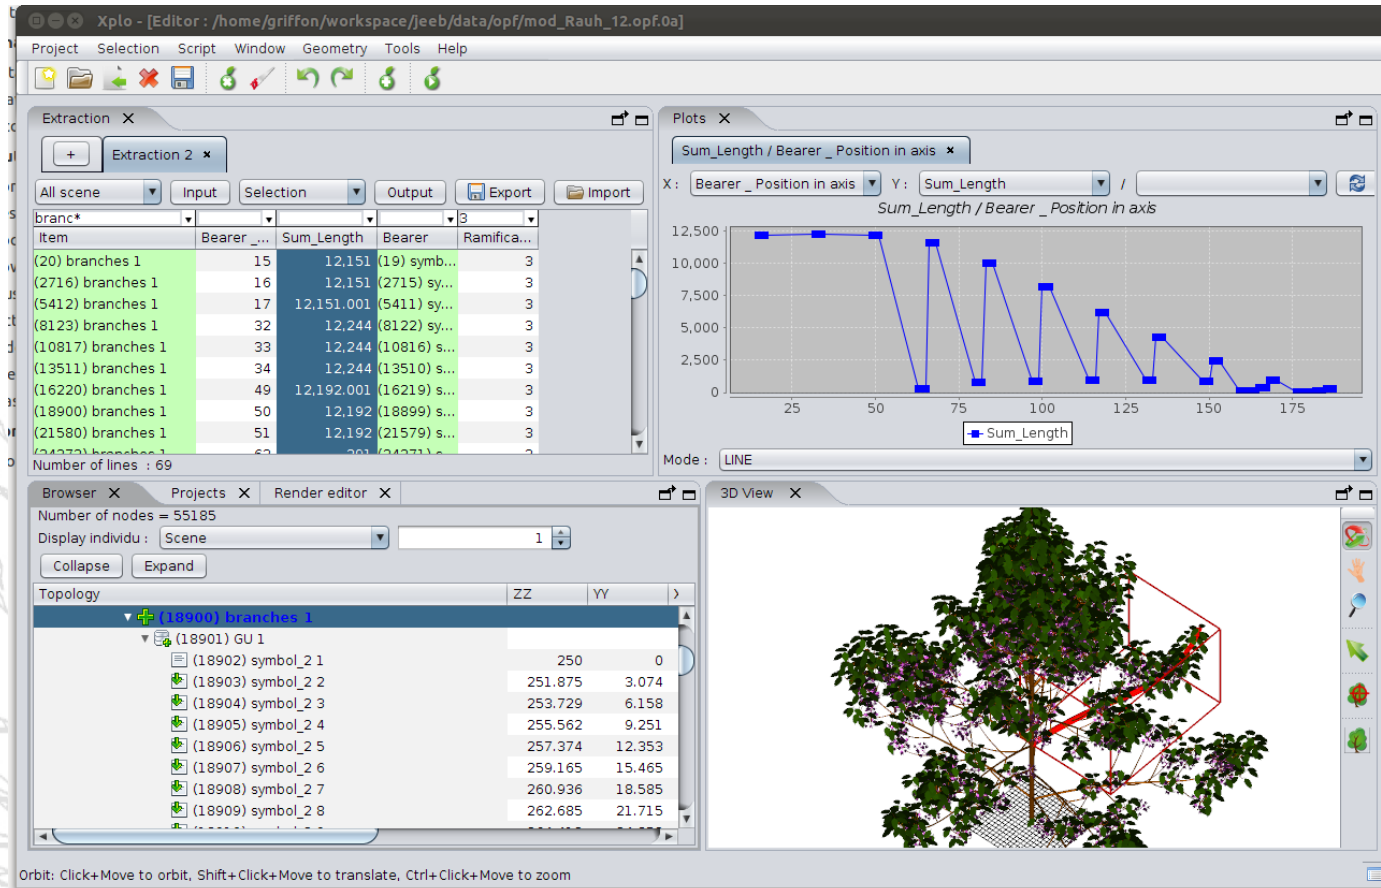 Xplo - [Editor : /home/griffon/workspace/jeeb/data/opf/mod_Rauh_12.opf.0a]
Project Selection Script Window Geometry Tools Help
Extraction X
+ Extraction 2 ×
All scene Input Selection Output Export Import
branc* 3
Item Bearer _... Sum_Length Bearer Ramifica...
(20) branches 1 15 12,151 (19) symb... 3
(2716) branches 1 16 12,151 (2715) sy... 3
(5412) branches 1 17 12,151.001 (5411) sy... 3
(8123) branches 1 32 12,244 (8122) sy... 3
(10817) branches 1 33 12,244 (10816) s... 3
(13511) branches 1 34 12,244 (13510) s... 3
(16220) branches 1 49 12,192.001 (16219) s... 3
(18900) branches 1 50 12,192 (18899) s... 3
(21580) branches 1 51 12,192 (21579) s... 3
Number of lines : 69
Plots X
Sum_Length / Bearer _ Position in axis ×
X : Bearer _ Position in axis Y : Sum_Length /
Sum_Length / Bearer _ Position in axis
12,500
10,000
7,500
5,000
2,500
0
25 50 75 100 125 150 175
Sum_Length
Mode : LINE
Browser X Projects X Render editor X
Number of nodes = 55185
Display individu : Scene 1
Collapse Expand
Topology ZZ YY
(18900) branches 1
(18901) GU 1
(18902) symbol_2 1 250 0
(18903) symbol_2 2 251.875 3.074
(18904) symbol_2 3 253.729 6.158
(18905) symbol_2 4 255.562 9.251
(18906) symbol_2 5 257.374 12.353
(18907) symbol_2 6 259.165 15.465
(18908) symbol_2 7 260.936 18.585
(18909) symbol_2 8 262.685 21.715
3D View X
Orbit: Click+Move to orbit, Shift+Click+Move to translate, Ctrl+Click+Move to zoom